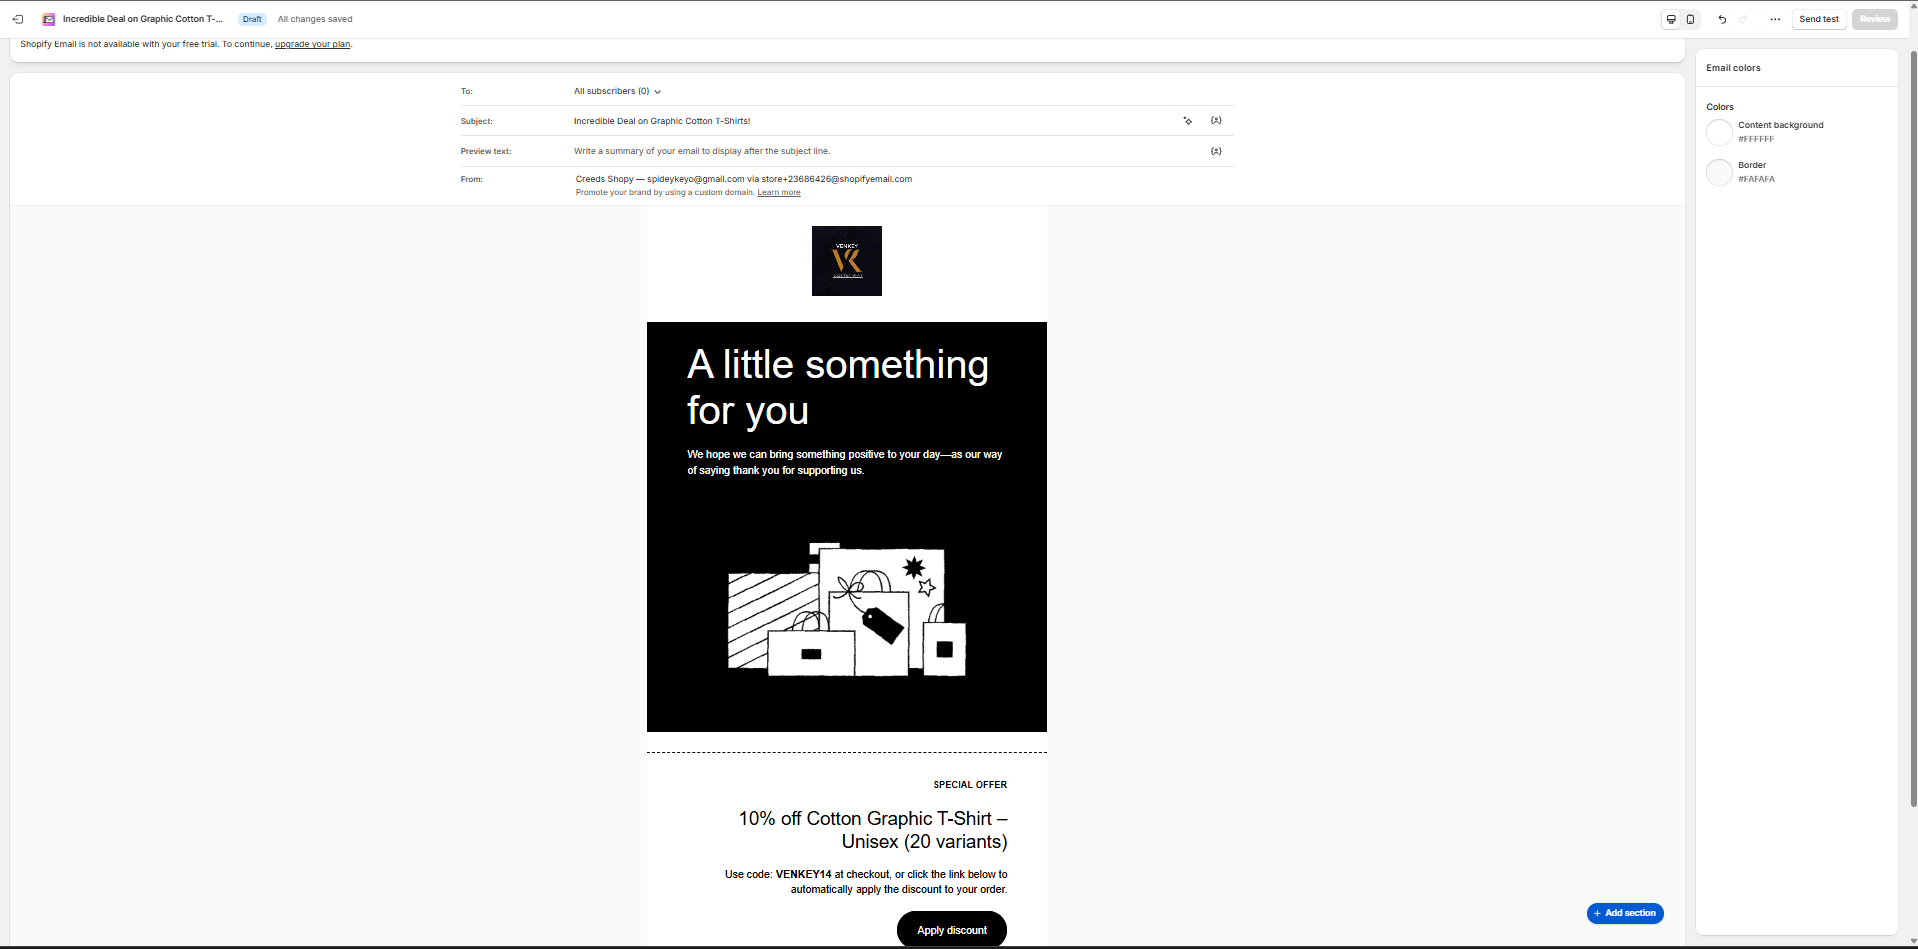 Incredible Deal on Graphic Cotton T-...
Draft
All changes saved
Send test
Review
Shopify Email is not available with your free trial. To continue, upgrade your plan.
To:
All subscribers (0)
Subject:
Incredible Deal on Graphic Cotton T-Shirts!
Preview text:
Write a summary of your email to display after the subject line.
From:
Creeds Shopy — spideykeyo@gmail.com via store+23686426@shopifyemail.com
Promote your brand by using a custom domain. Learn more
VENKEY
VK
A little something
for you
We hope we can bring something positive to your day—as our way
of saying thank you for supporting us.
SPECIAL OFFER
10% off Cotton Graphic T-Shirt –
Unisex (20 variants)
Use code: VENKEY14 at checkout, or click the link below to
automatically apply the discount to your order.
Apply discount
+ Add section
Email colors
Colors
Content background
#FFFFFF
Border
#FAFAFA